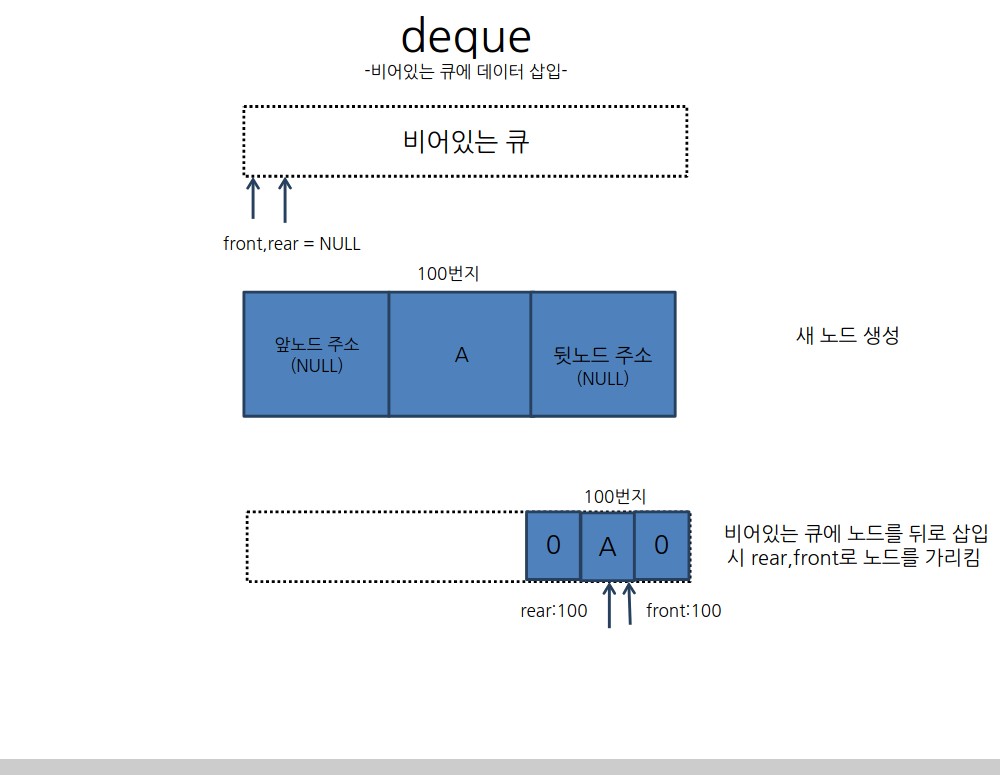 deque
-비어있는 큐에 데이터 삽입-
비어있는 큐
front,rear = NULL
100번지
앞노드 주소
(NULL)
A
뒷노드 주소
(NULL)
새 노드 생성
100번지
0
A
0
비어있는 큐에 노드를 뒤로 삽입
시 rear,front로 노드를 가리킴
rear:100
front:100